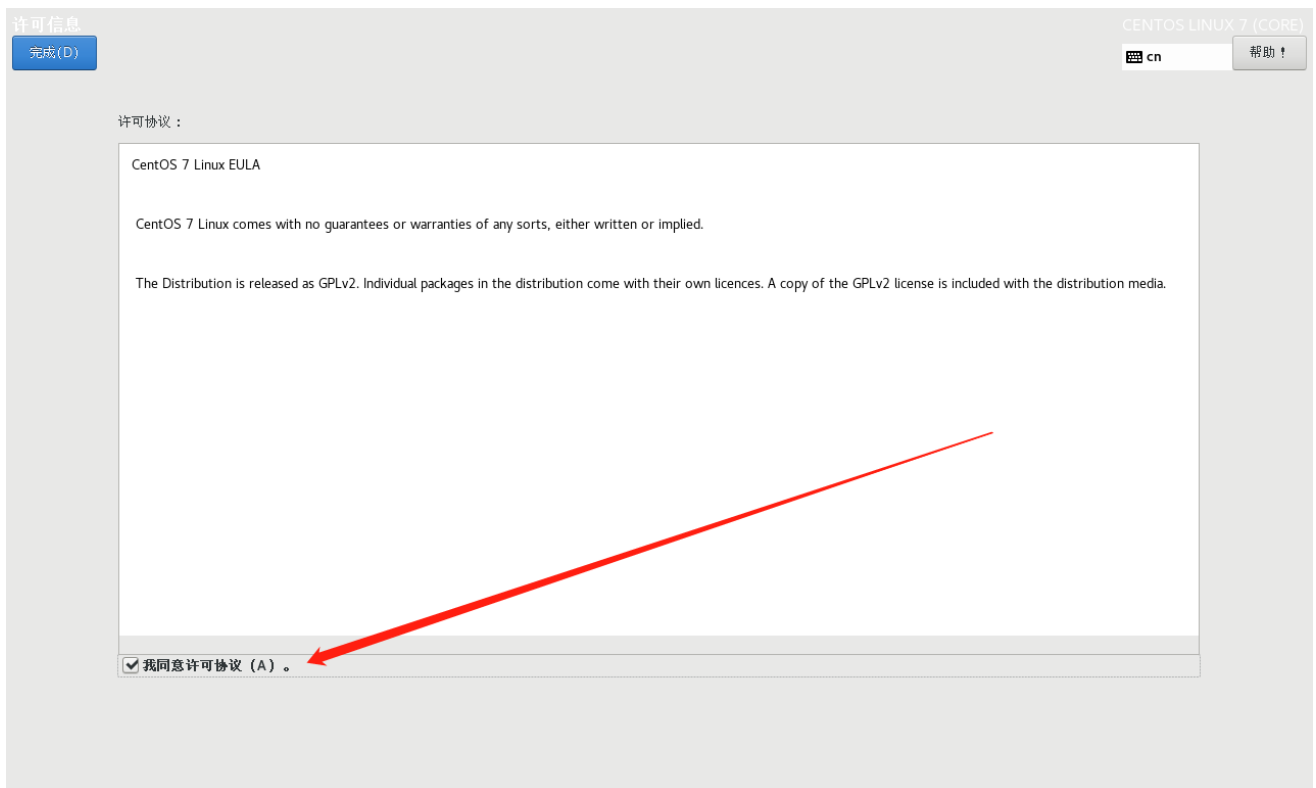 许可信息
CENTOS LINUX 7 (CORE)
完成(D)
cn
帮助！
许可协议：
CentOS 7 Linux EULA
CentOS 7 Linux comes with no guarantees or warranties of any sorts, either written or implied.
The Distribution is released as GPLv2. Individual packages in the distribution come with their own licences. A copy of the GPLv2 license is included with the distribution media.
我同意许可协议（A）。